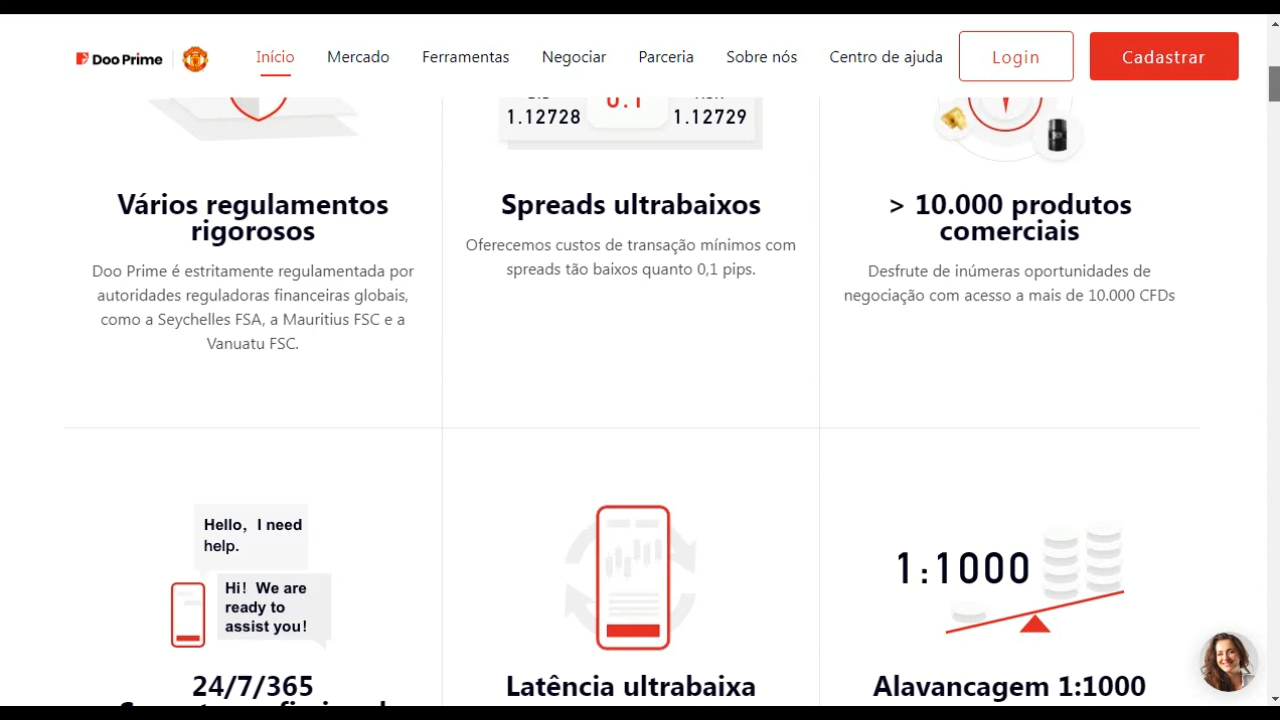 Doo Prime
Início Mercado Ferramentas Negociar Parceria Sobre nós Centro de ajuda Login Cadastrar
1.12728 0.1 1.12729
Vários regulamentos
rigorosos
Doo Prime é estritamente regulamentada por
autoridades reguladoras financeiras globais,
como a Seychelles FSA, a Mauritius FSC e a
Vanuatu FSC.
Spreads ultrabaixos
Oferecemos custos de transação mínimos com
spreads tão baixos quanto 0,1 pips.
> 10.000 produtos
comerciais
Desfrute de inúmeras oportunidades de
negociação com acesso a mais de 10.000 CFDs
Hello, I need
help.
Hi! We are
ready to
assist you!
24/7/365
Latência ultrabaixa
1:1000
Alavancagem 1:1000